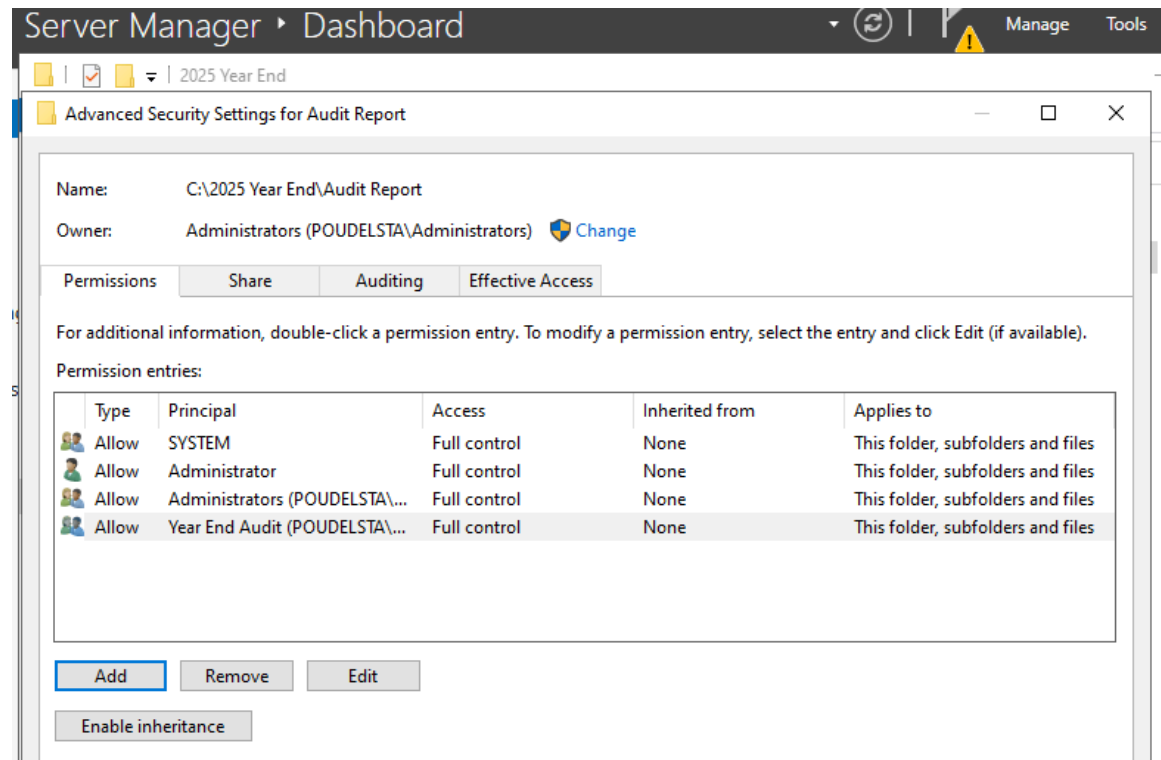 Server Manager ‣ Dashboard Manage Tools
2025 Year End
Advanced Security Settings for Audit Report
Name: C:\2025 Year End\Audit Report
Owner: Administrators (POUDELSTA\Administrators) Change
Permissions Share Auditing Effective Access
For additional information, double-click a permission entry. To modify a permission entry, select the entry and click Edit (if available).
Permission entries:
Type Principal Access Inherited from Applies to
Allow SYSTEM Full control None This folder, subfolders and files
Allow Administrator Full control None This folder, subfolders and files
Allow Administrators (POUDELSTA\... Full control None This folder, subfolders and files
Allow Year End Audit (POUDELSTA\... Full control None This folder, subfolders and files
Add Remove Edit
Enable inheritance